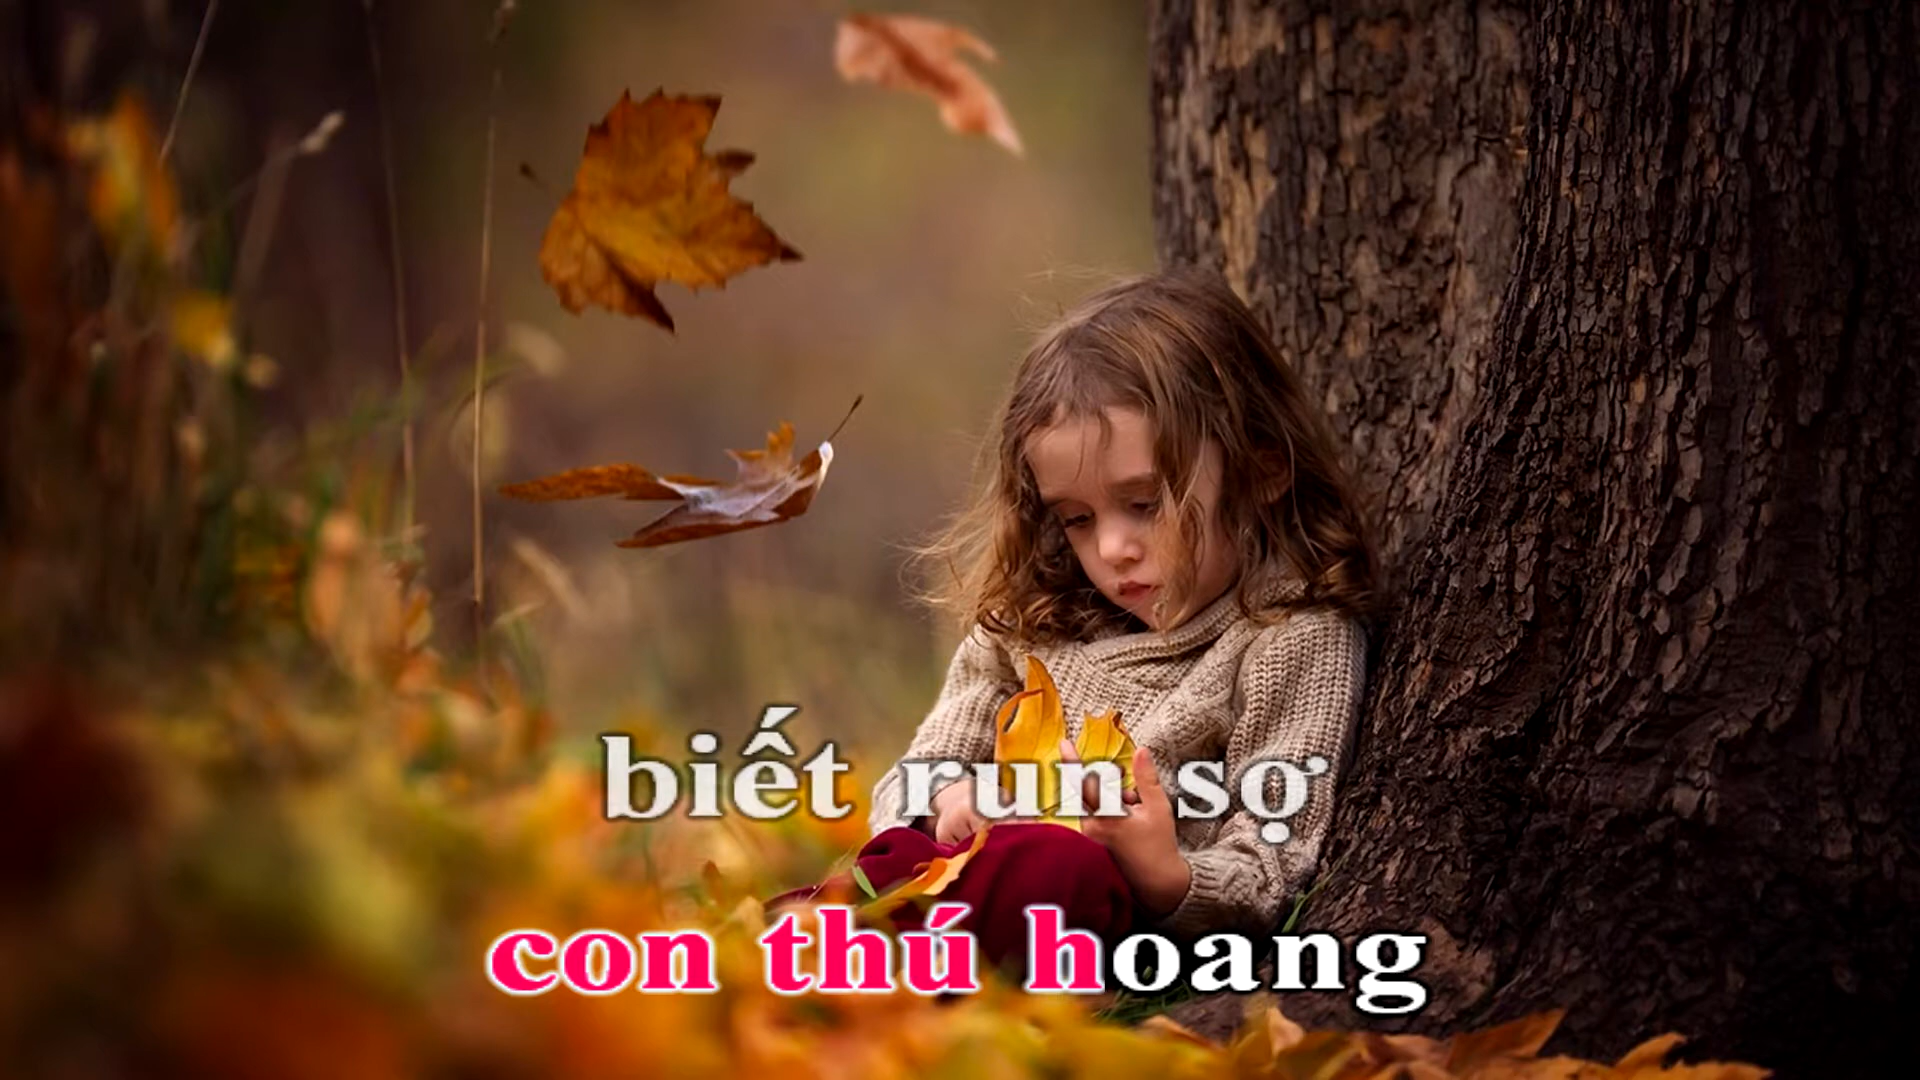 biết run sợ
con thú hoang